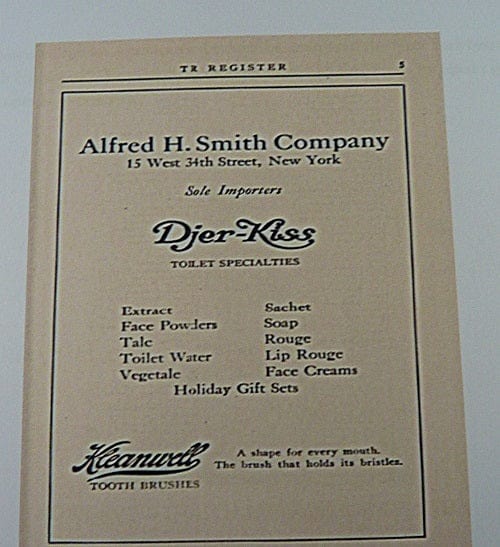 TR REGISTER 5
Alfred H. Smith Company
15 West 34th Street, New York
Sole Importers
Djer-Kiss
TOILET SPECIALTIES
Extract Sachet
Face Powders Soap
Talc Rouge
Toilet Water Lip Rouge
Vegetale Face Creams
Holiday Gift Sets
Kleanwell
TOOTH BRUSHES
A shape for every mouth.
The brush that holds its bristles.